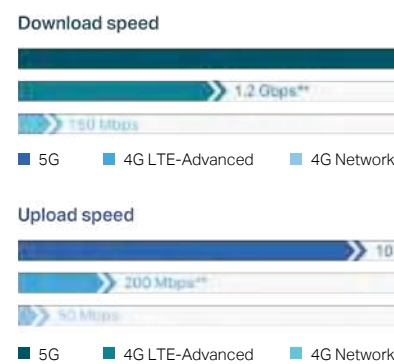 Download speed
1.2 Gbps**
150 Mbps
5G 4G LTE-Advanced 4G Network
Upload speed
10
200 Mbps**
50 Mbps
5G 4G LTE-Advanced 4G Network